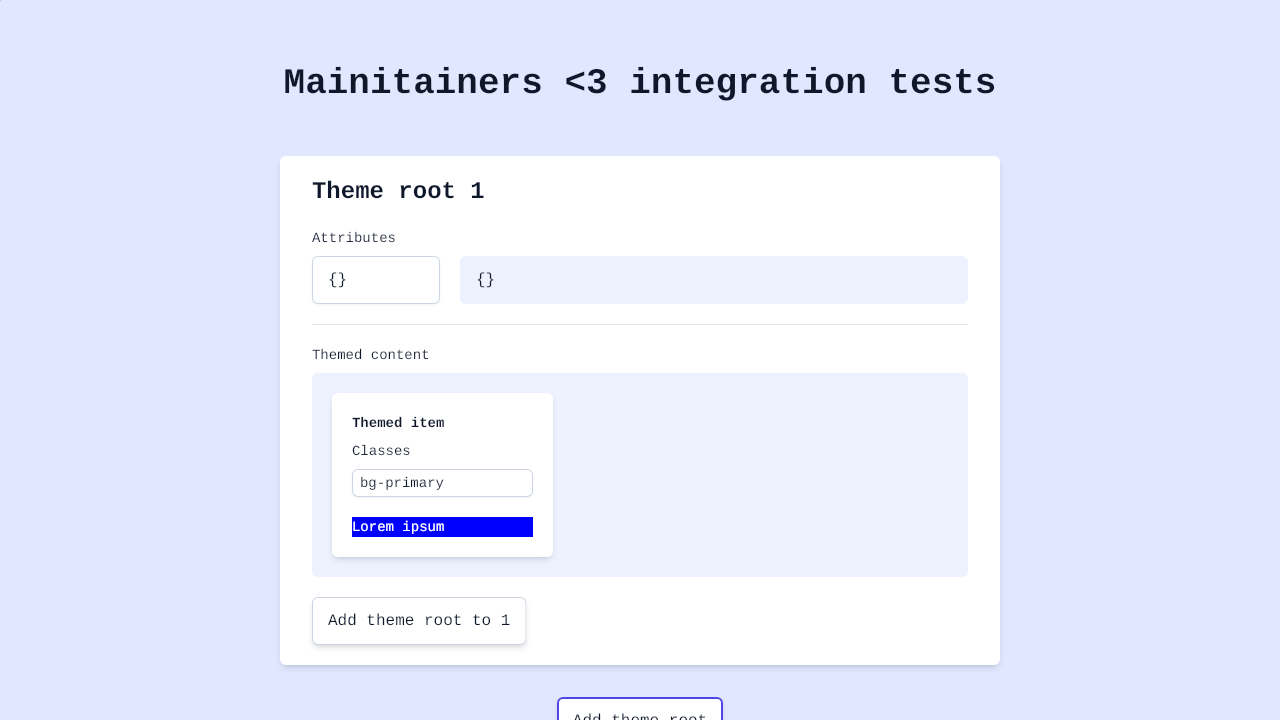 Mainitainers <3 integration tests
Theme root 1
Attributes
{} {}
Themed content
Themed item
Classes
bg-primary
Lorem ipsum
Add theme root to 1
Add theme root